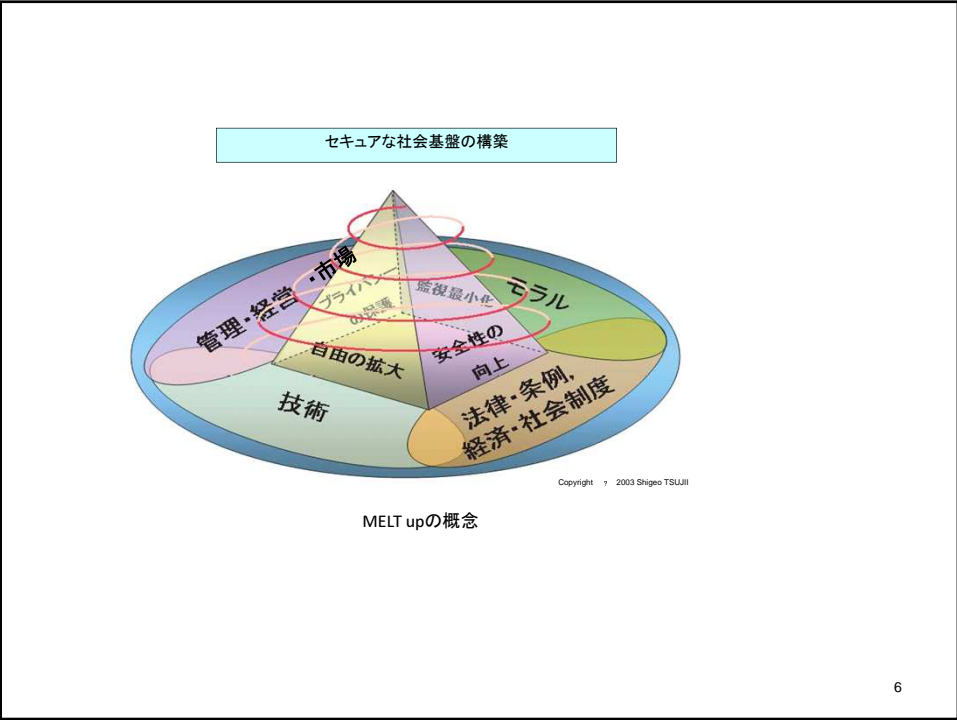 セキュアな社会基盤の構築
管理・経営・市場
プライバシー
の保護
監視最小化
モラル
自由の拡大
安全性の
向上
技術
法律・条例,
経済・社会制度
Copyright ? 2003 Shigeo TSUJII
MELT upの概念
6